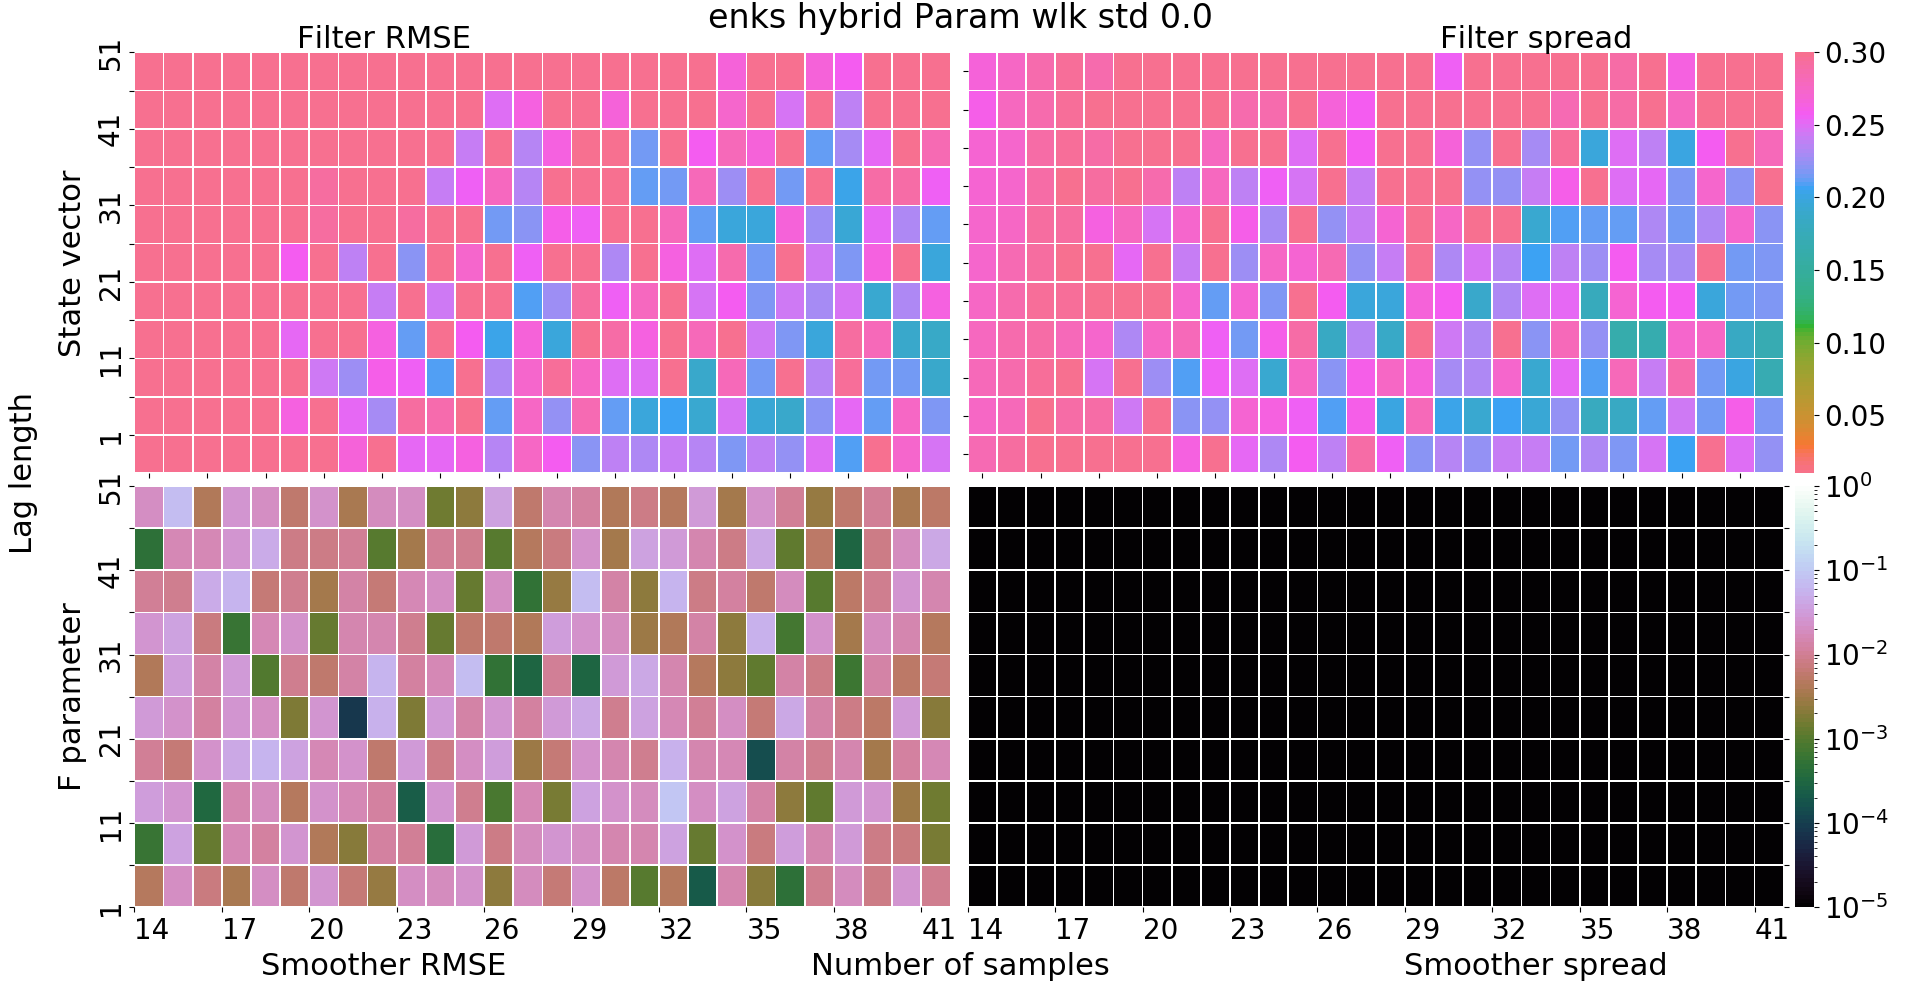 enks hybrid Param wlk std 0.0
Filter RMSE
Filter spread
State vector
51
41
31
21
11
1
0.30
0.25
0.20
0.15
0.10
0.05
Lag length
F parameter
51
41
31
21
11
1
10⁰
10⁻¹
10⁻²
10⁻³
10⁻⁴
10⁻⁵
14 17 20 23 26 29 32 35 38 41
14 17 20 23 26 29 32 35 38 41
Smoother RMSE
Number of samples
Smoother spread